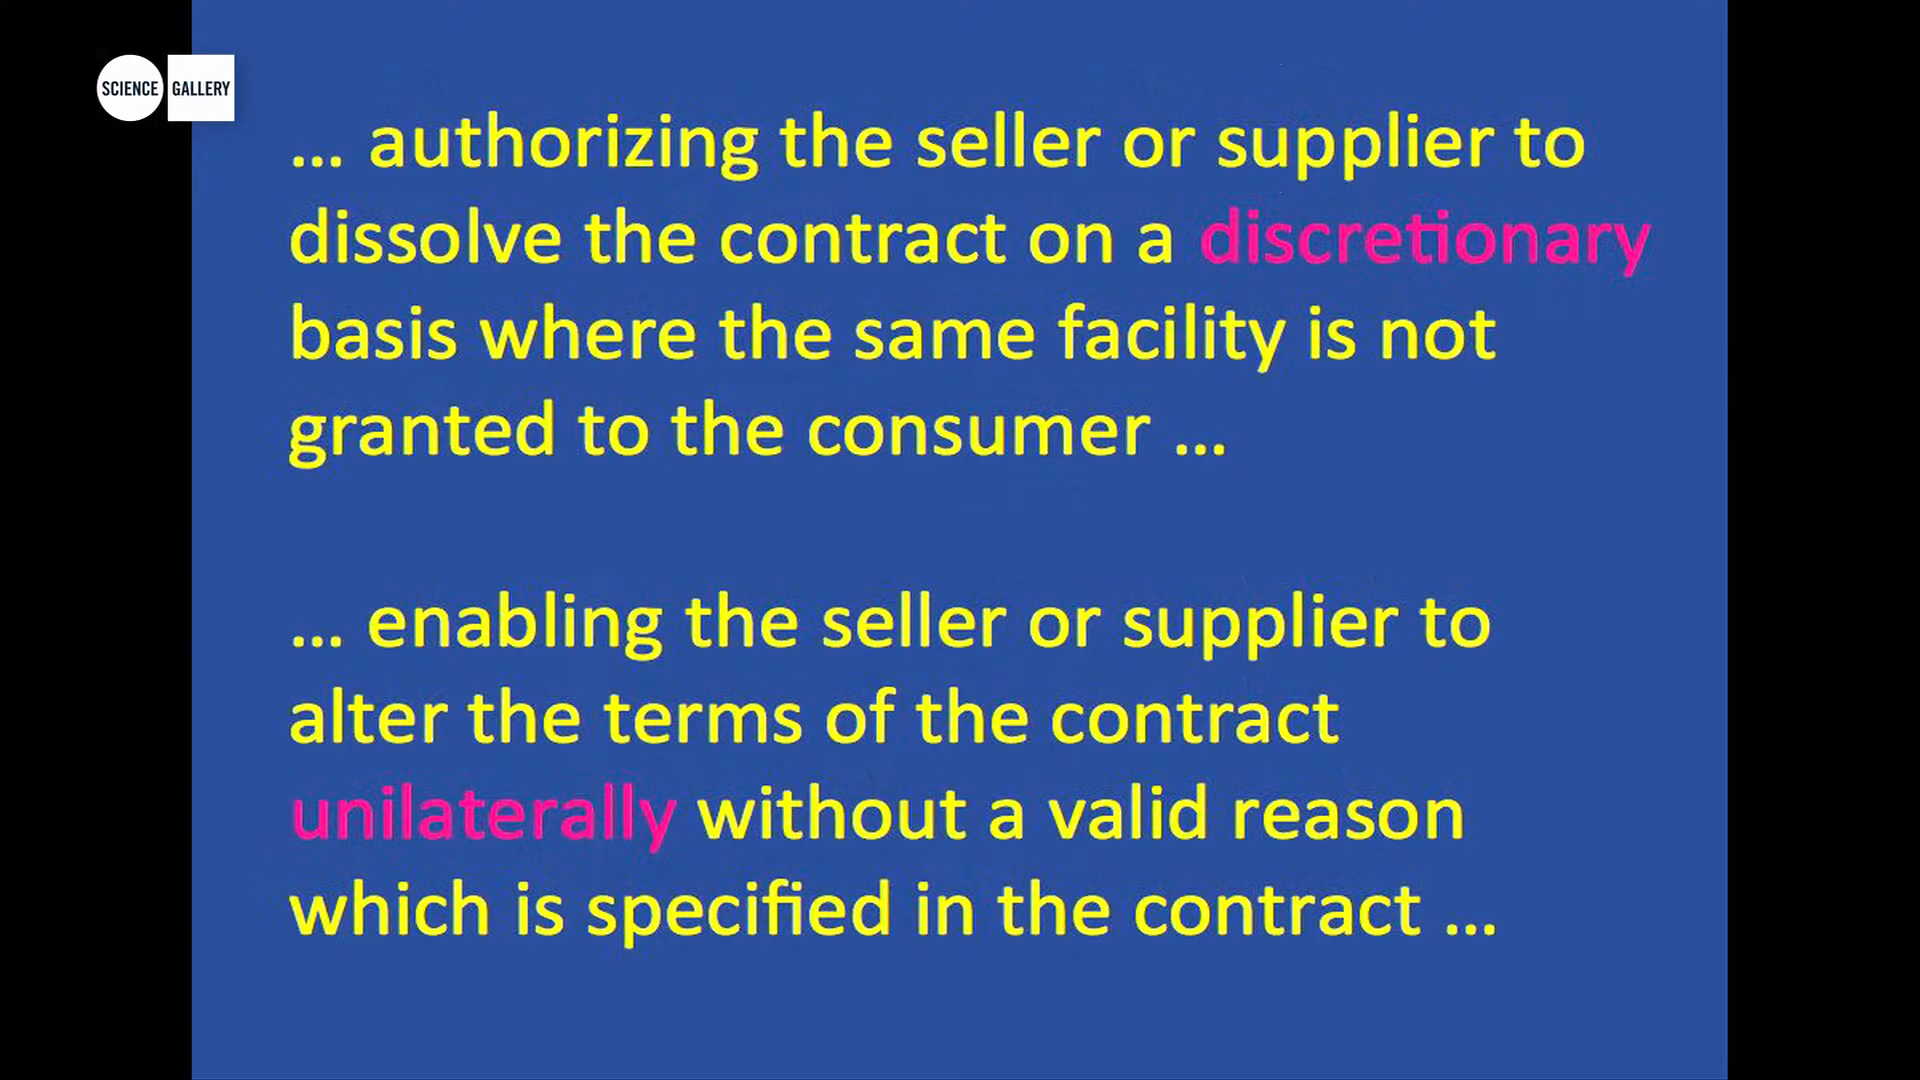 SCIENCE GALLERY
... authorizing the seller or supplier to
dissolve the contract on a discretionary
basis where the same facility is not
granted to the consumer ...
... enabling the seller or supplier to
alter the terms of the contract
unilaterally without a valid reason
which is specified in the contract ...